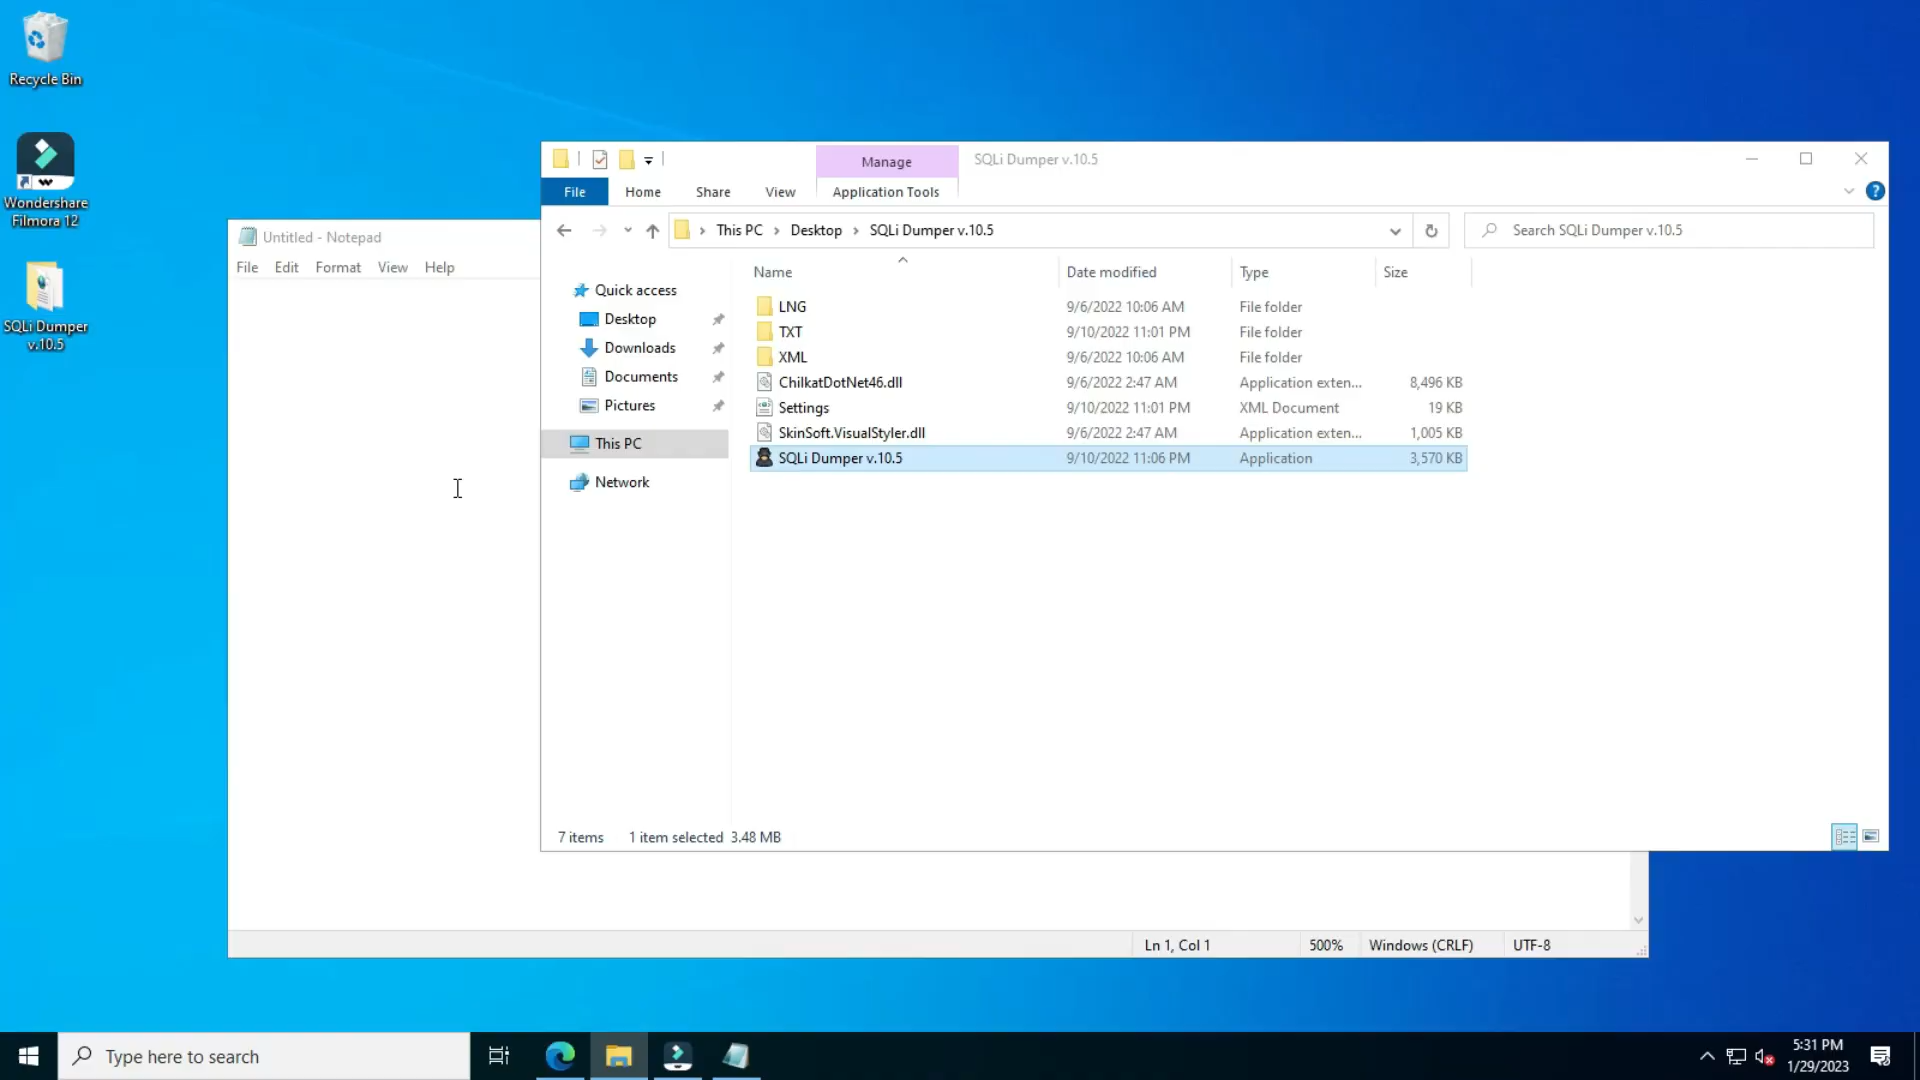 Recycle Bin
Wondershare
Filmora 12
SQLi Dumper
v.10.5
Untitled - Notepad
File Edit Format View Help
Manage SQLi Dumper v.10.5
File Home Share View Application Tools
This PC Desktop SQLi Dumper v.10.5 Search SQLi Dumper v.10.5
Quick access
Desktop
Downloads
Documents
Pictures
This PC
Network
Name Date modified Type Size
LNG 9/6/2022 10:06 AM File folder
TXT 9/10/2022 11:01 PM File folder
XML 9/6/2022 10:06 AM File folder
ChilkatDotNet46.dll 9/6/2022 2:47 AM Application exten... 8,496 KB
Settings 9/10/2022 11:01 PM XML Document 19 KB
SkinSoft.VisualStyler.dll 9/6/2022 2:47 AM Application exten... 1,005 KB
SQLi Dumper v.10.5 9/10/2022 11:06 PM Application 3,570 KB
7 items 1 item selected 3.48 MB
Ln 1, Col 1 500% Windows (CRLF) UTF-8
Type here to search
5:31 PM
1/29/2023